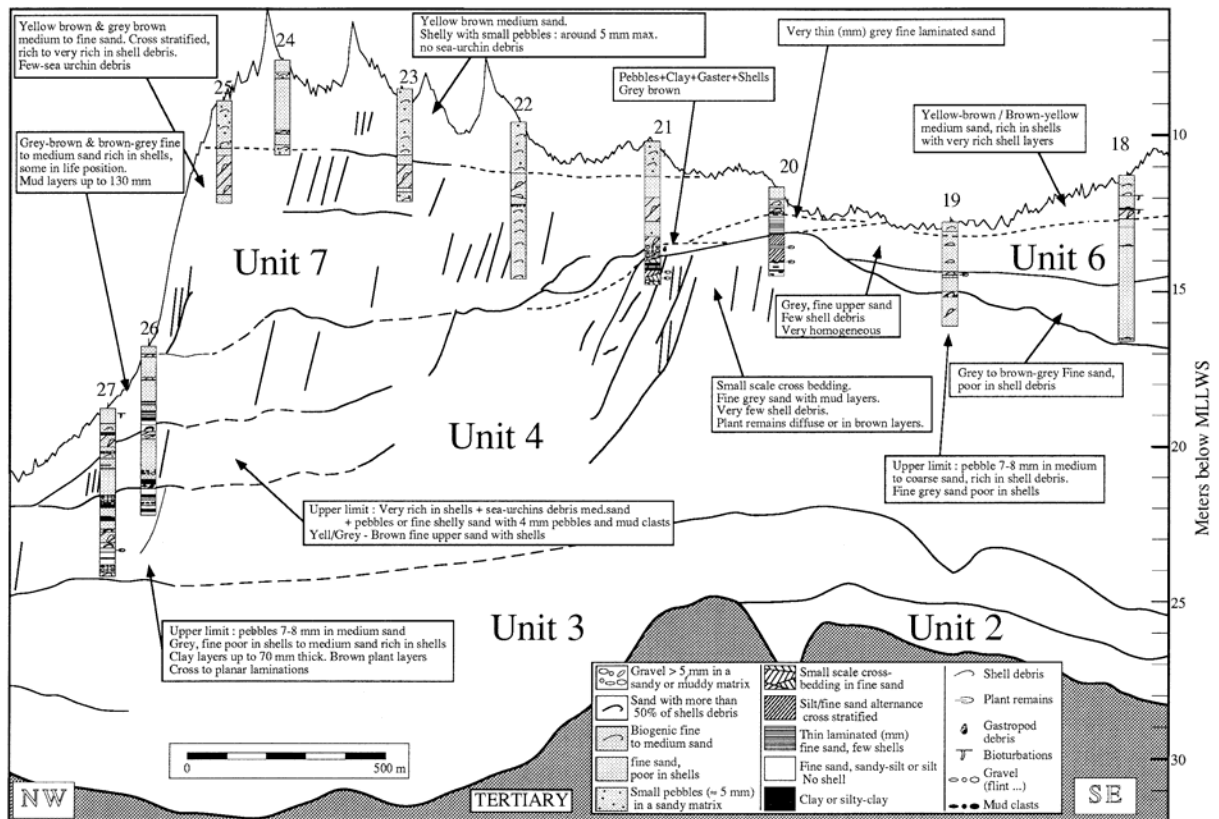 Yellow brown & grey brown
medium to fine sand. Cross stratified,
rich to very rich in shell debris.
Few-sea urchin debris
Yellow brown medium sand.
Shelly with small pebbles : around 5 mm max.
no sea-urchin debris
Very thin (mm) grey fine laminated sand
Pebbles+Clay+Gaster+Shells
Grey brown
Yellow-brown / Brown-yellow
medium sand, rich in shells
with very rich shell layers
Grey-brown & brown-grey fine
to medium sand rich in shells,
some in life position.
Mud layers up to 130 mm
24
25
23
22
21
20
19
18
26
27
10
15
20
25
30
Meters below MLLWS
Unit 7
Unit 6
Unit 4
Unit 3
Unit 2
Grey, fine upper sand
Few shell debris
Very homogeneous
Grey to brown-grey Fine sand,
poor in shell debris
Small scale cross bedding.
Fine grey sand with mud layers.
Very few shell debris.
Plant remains diffuse or in brown layers.
Upper limit : pebble 7-8 mm in medium
to coarse sand, rich in shell debris.
Fine grey sand poor in shells
Upper limit : Very rich in shells + sea-urchins debris med.sand
+ pebbles or fine shelly sand with 4 mm pebbles and mud clasts
Yell/Grey - Brown fine upper sand with shells
Upper limit : pebbles 7-8 mm in medium sand
Grey, fine poor in shells to medium sand rich in shells
Clay layers up to 70 mm thick. Brown plant layers
Cross to planar laminations
0
500 m
NW
TERTIARY
SE
Gravel > 5 mm in a
sandy or muddy matrix
Sand with more than
50% of shells debris
Biogenic fine
to medium sand
fine sand,
poor in shells
Small pebbles (≈ 5 mm)
in a sandy matrix
Small scale cross-
bedding in fine sand
Silt/fine sand alternance
cross stratified
Thin laminated (mm)
fine sand, few shells
Fine sand, sandy-silt or silt
No shell
Clay or silty-clay
Shell debris
Plant remains
Gastropod
debris
Bioturbations
Gravel
(flint ...)
Mud clasts